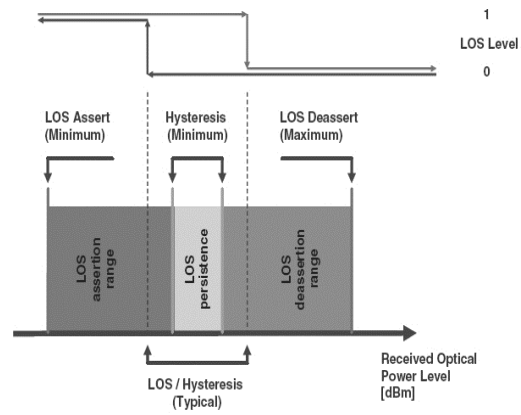 1
LOS Level
0
LOS Assert
(Minimum)
Hysteresis
(Minimum)
LOS Deassert
(Maximum)
LOS
assertion
range
LOS
persistence
LOS
deassertion
range
Received Optical
Power Level
[dBm]
LOS / Hysteresis
(Typical)